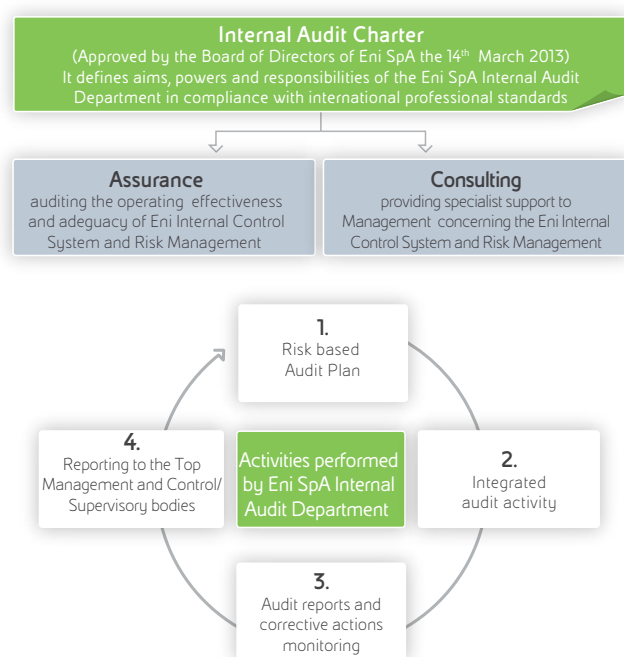 Internal Audit Charter
(Approved by the Board of Directors of Eni SpA the 14th March 2013)
It defines aims, powers and responsibilities of the Eni SpA Internal Audit
Department in compliance with international professional standards
Assurance
auditing the operating effectiveness
and adeguacy of Eni Internal Control
System and Risk Management
Consulting
providing specialist support to
Management concerning the Eni Internal
Control System and Risk Management
1.
Risk based
Audit Plan
2.
Integrated
audit activity
4.
Reporting to the Top
Management and Control/
Supervisory bodies
Activities performed
by Eni SpA Internal
Audit Department
3.
Audit reports and
corrective actions
monitoring